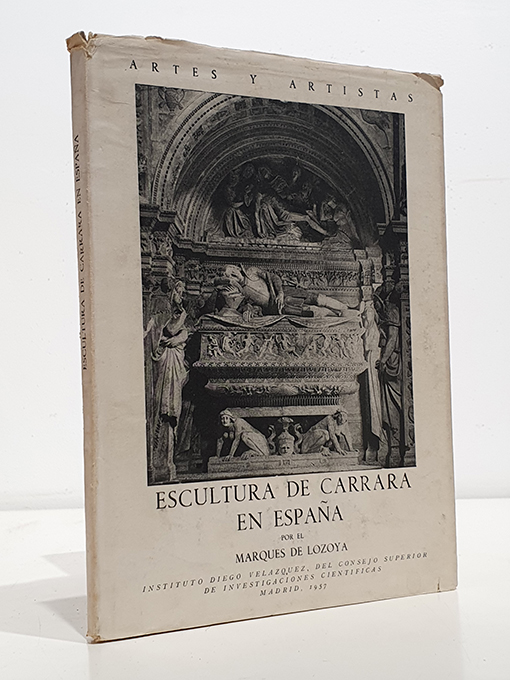 ARTES Y ARTISTAS
ESCULTURA DE CARRARA EN ESPAÑA
ESCULTURA DE CARRARA
EN ESPAÑA
POR EL
MARQUES DE LOZOYA
INSTITUTO DIEGO VELAZQUEZ, DEL CONSEJO SUPERIOR
DE INVESTIGACIONES CIENTIFICAS
MADRID, 1957